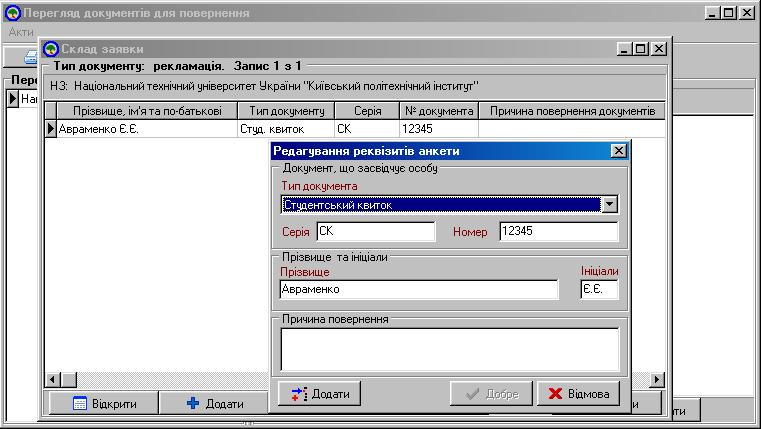 Перегляд документів для повернення
Акти
Склад заявки
Тип документу: рекламація. Запис 1 з 1
НЗ: Національний технічний університет України "Київський політехнічний інститут"
Прізвище, ім'я та по-батькові Тип документу Серія № документа Причина повернення документів
Авраменко Є.Є. Студ. квиток СК 12345
Редагування реквізитів анкети
Документ, що засвідчує особу
Тип документа
Студентський квиток
Серія СК Номер 12345
Прізвище та ініціали
Прізвище Ініціали
Авраменко Є.Є.
Причина повернення
Додати Добре Відмова
Відкрити Додати